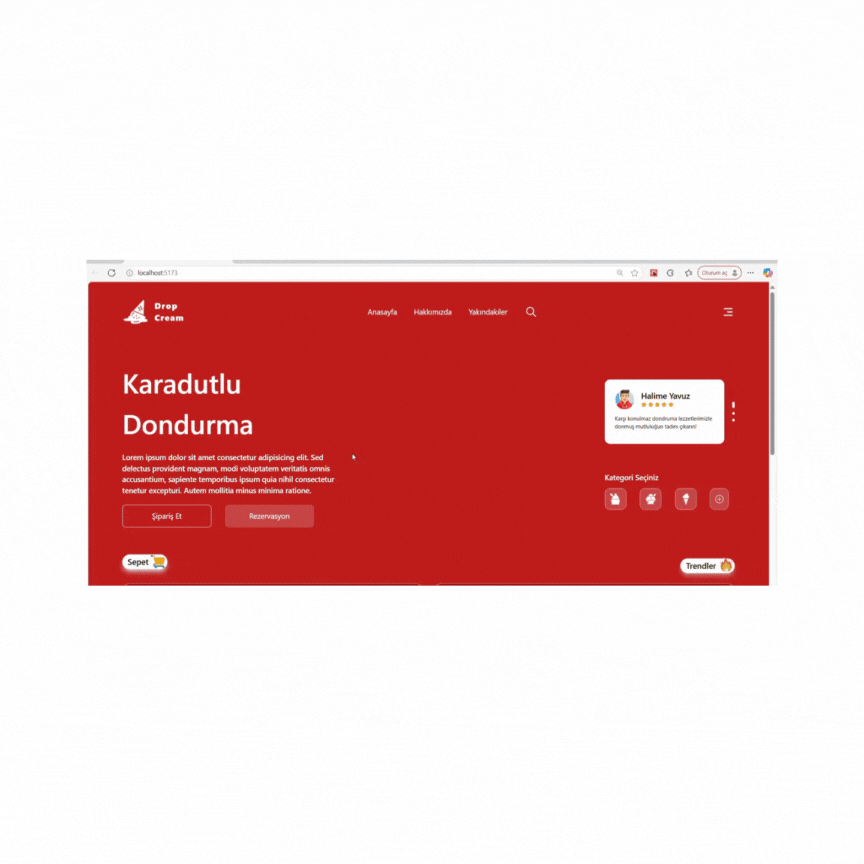 localhost:5173
Oturum aç
Drop
Cream
Anasayfa
Hakkımızda
Yakındakiler
Karadutlu
Dondurma
Lorem ipsum dolor sit amet consectetur adipisicing elit. Sed
delectus provident magnam, modi voluptatem veritatis omnis
accusantium, sapiente temporibus ipsum quia nihil consectetur
tenetur excepturi. Autem mollitia minus minima ratione.
Şipariş Et
Rezervasyon
Halime Yavuz
Karşı konulmaz dondruma lezzetlerimizle
donmuş mutluluğun tadını çıkarın!
Kategori Seçiniz
Sepet
Trendler